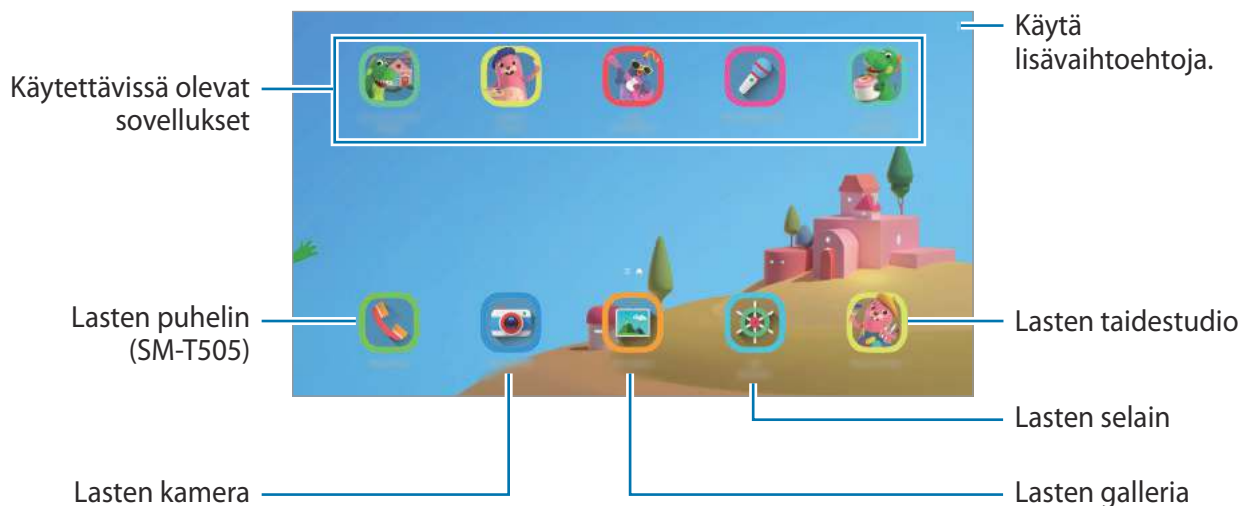 Käytä
lisävaihtoehtoja.
Käytettävissä olevat
sovellukset
Lasten puhelin
(SM-T505)
Lasten taidestudio
Lasten selain
Lasten kamera
Lasten galleria